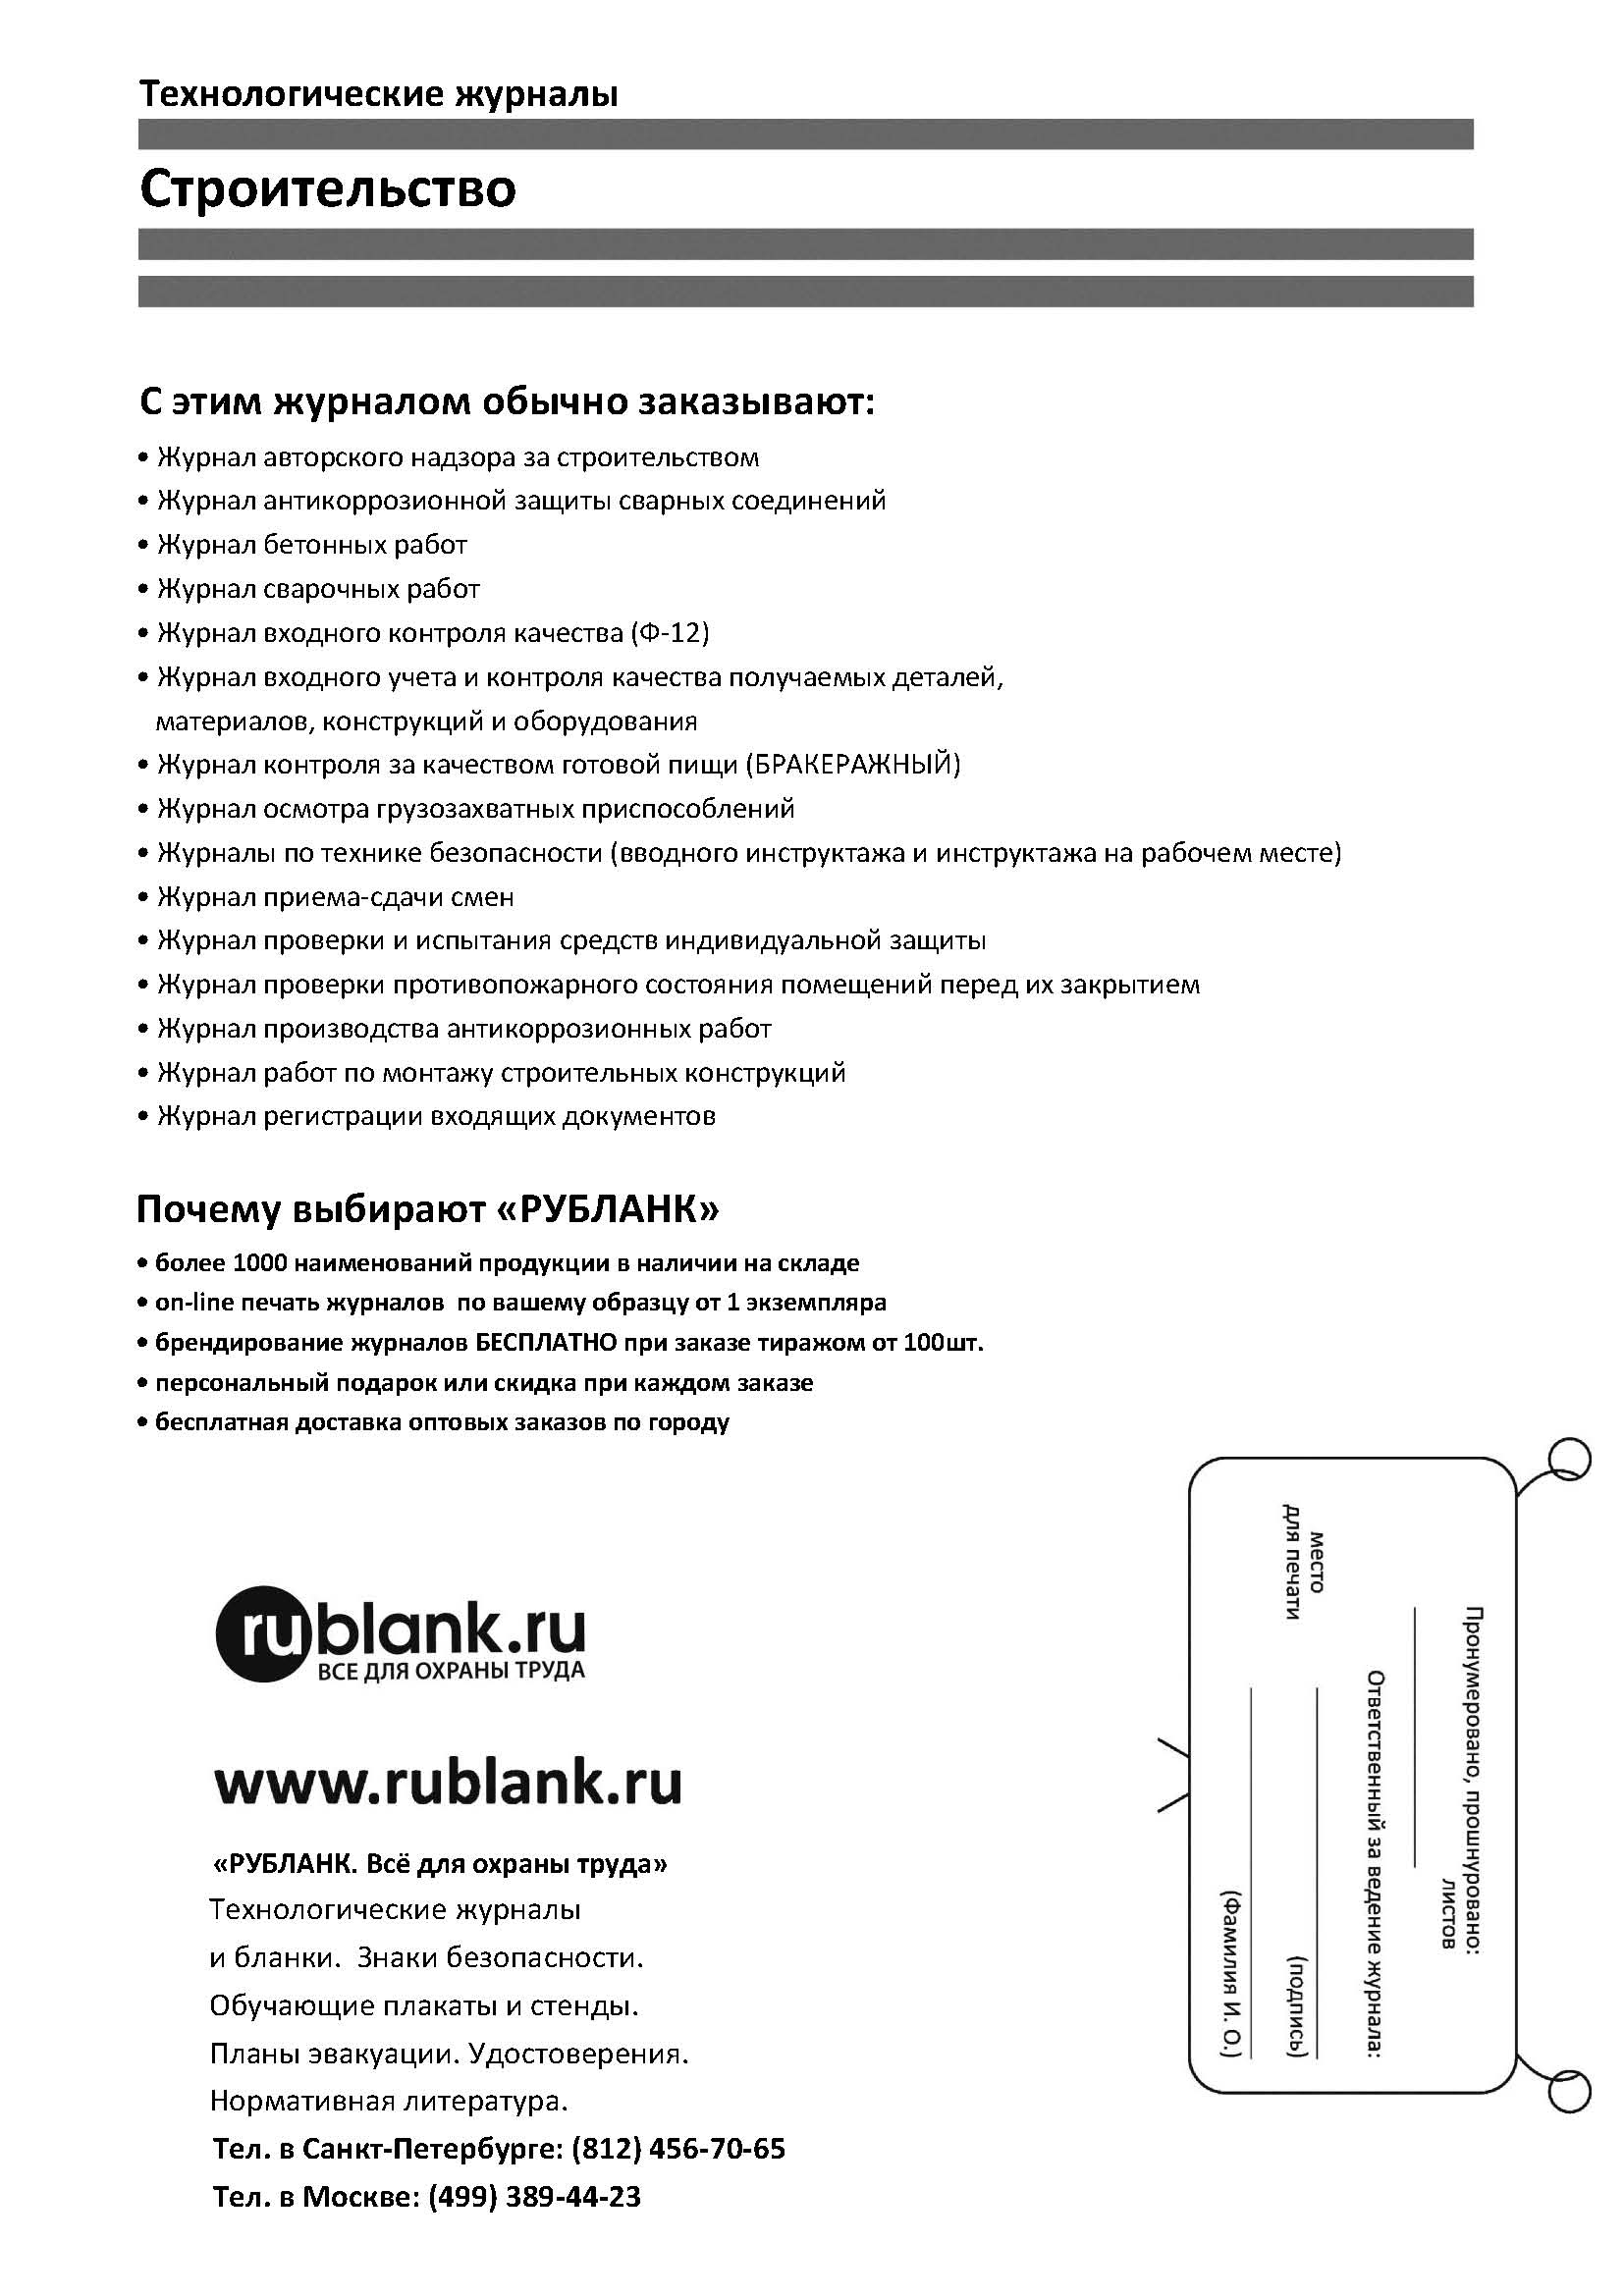 Технологические журналы
Строительство
С этим журналом обычно заказывают:
• Журнал авторского надзора за строительством
• Журнал антикоррозионной защиты сварных соединений
• Журнал бетонных работ
• Журнал сварочных работ
• Журнал входного контроля качества (Ф-12)
• Журнал входного учета и контроля качества получаемых деталей,
материалов, конструкций и оборудования
• Журнал контроля за качеством готовой пищи (БРАКЕРАЖНЫЙ)
• Журнал осмотра грузозахватных приспособлений
• Журналы по технике безопасности (вводного инструктажа и инструктажа на рабочем месте)
• Журнал приема-сдачи смен
• Журнал проверки и испытания средств индивидуальной защиты
• Журнал проверки противопожарного состояния помещений перед их закрытием
• Журнал производства антикоррозионных работ
• Журнал работ по монтажу строительных конструкций
• Журнал регистрации входящих документов
Почему выбирают «РУБЛАНК»
• более 1000 наименований продукции в наличии на складе
• on-line печать журналов по вашему образцу от 1 экземпляра
• брендирование журналов БЕСПЛАТНО при заказе тиражом от 100шт.
• персональный подарок или скидка при каждом заказе
• бесплатная доставка оптовых заказов по городу
rublank.ru
ВСЕ ДЛЯ ОХРАНЫ ТРУДА
www.rublank.ru
«РУБЛАНК. Всё для охраны труда»
Технологические журналы
и бланки. Знаки безопасности.
Обучающие плакаты и стенды.
Планы эвакуации. Удостоверения.
Нормативная литература.
Тел. в Санкт-Петербурге: (812) 456-70-65
Тел. в Москве: (499) 389-44-23
Пронумеровано, прошнуровано:
листов
Ответственный за ведение журнала:
место
для печати
(подпись)
(Фамилия И. О.)